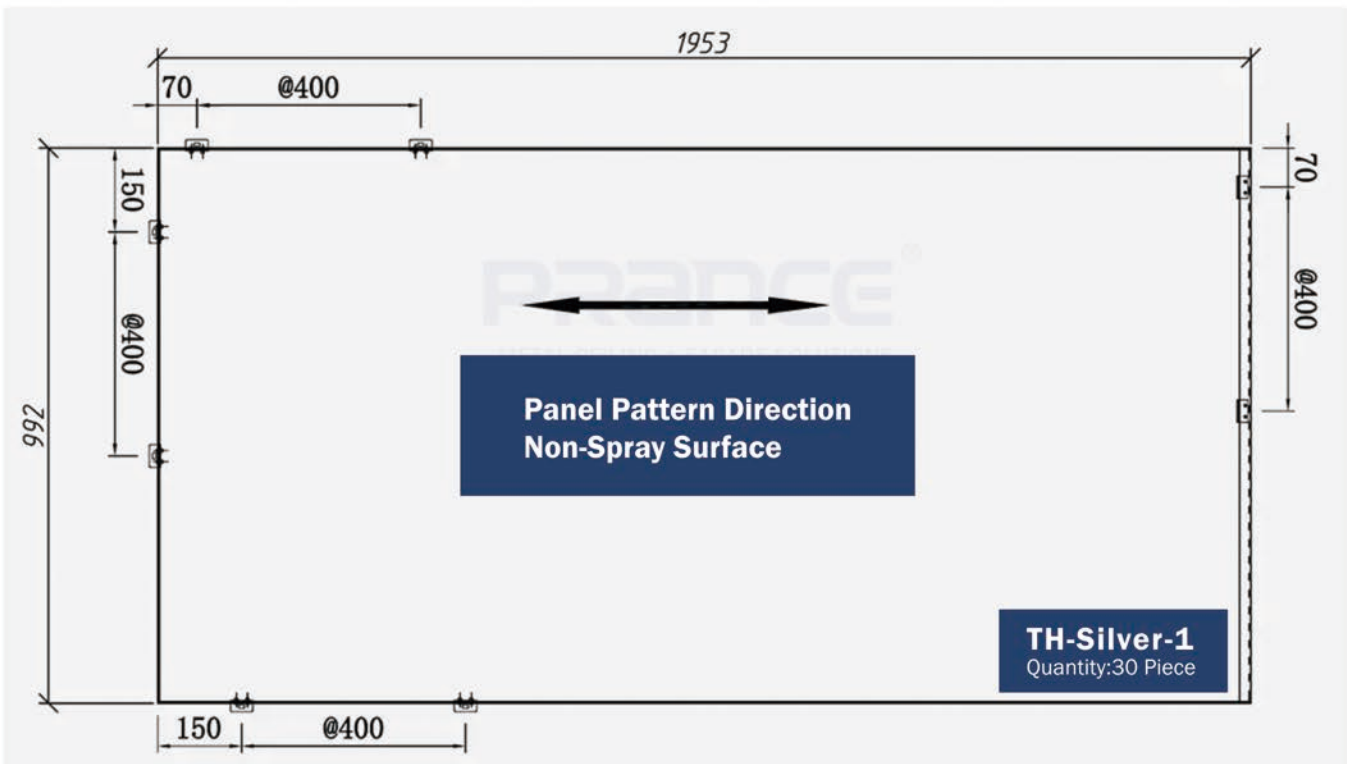 1953
70
@400
150
@400
992
70
@400
PRANCE®
Panel Pattern Direction
Non-Spray Surface
TH-Silver-1
Quantity:30 Piece
150
@400